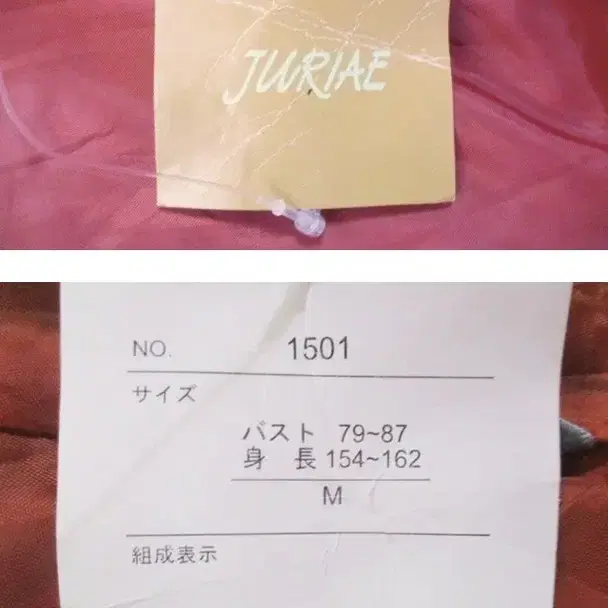 JURIAE
NO. 1501
サイズ
バスト 79~87
身 長 154~162
M
組成表示